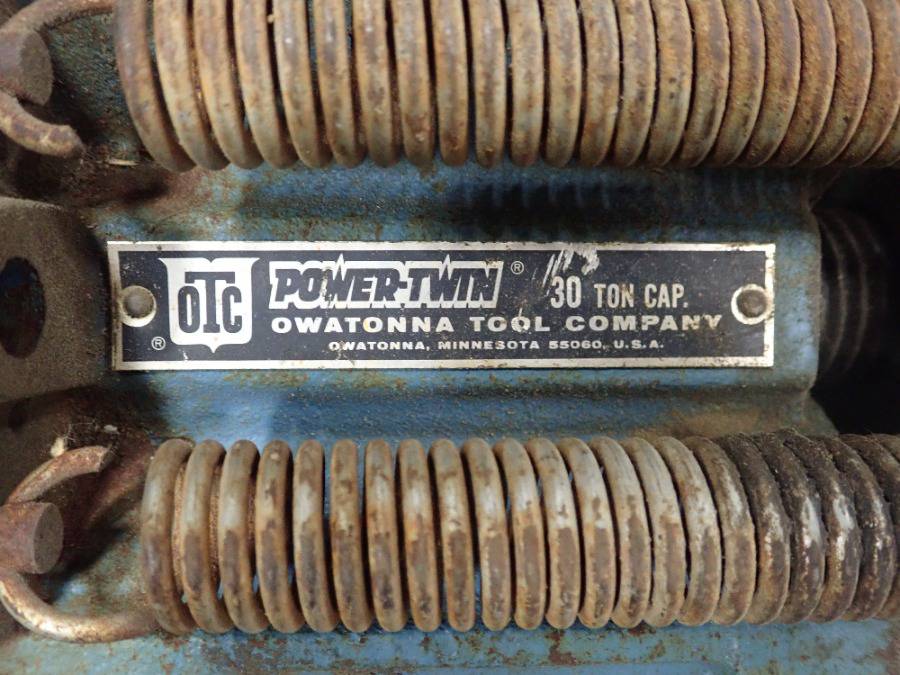 OTC ® POWER-TWIN ® 30 TON CAP.
OWATONNA TOOL COMPANY
OWATONNA, MINNESOTA 55060, U.S.A.